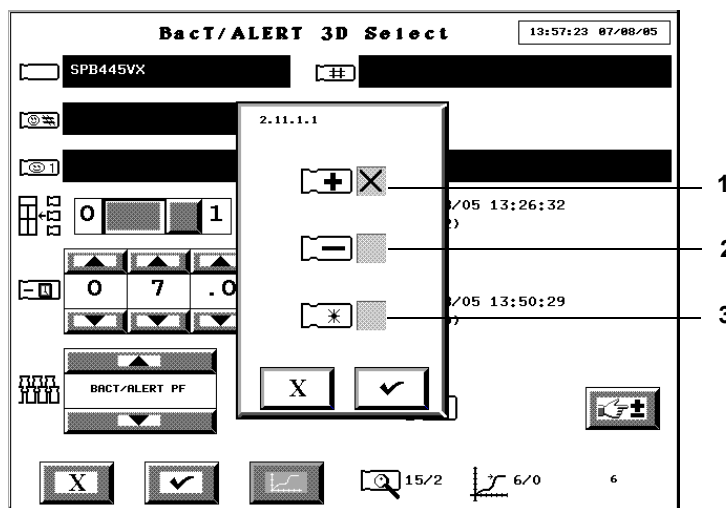 BacT/ALERT 3D Select
13:57:23 07/08/05
SPB445VX
#
1
2.11.1.1
1
0 1
/05 13:26:32
2)
2
0 7 .0
/05 13:50:29
3
BACT/ALERT PF
X
X
15/2
6/0
6